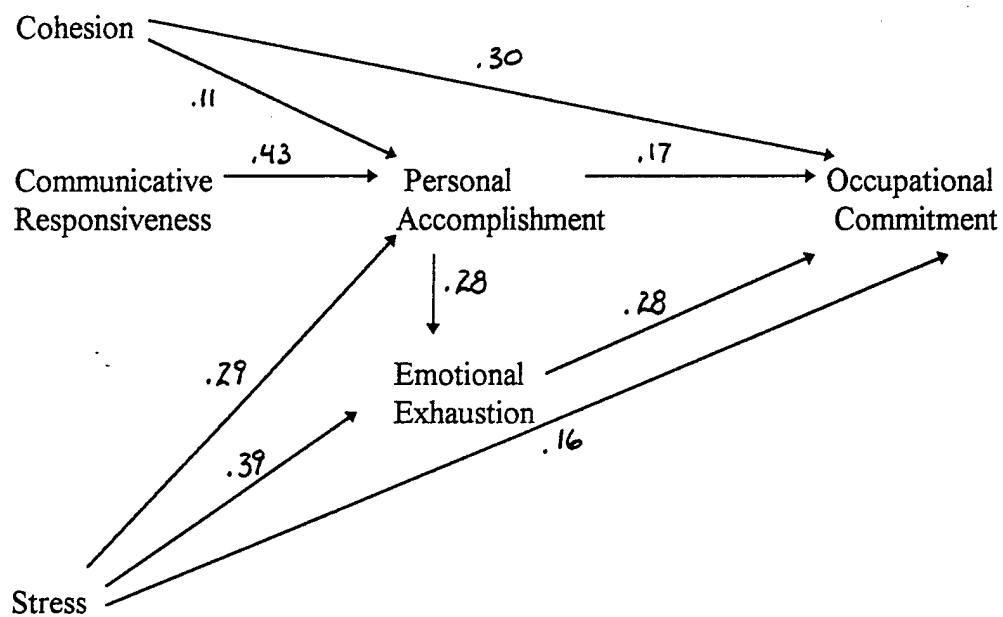 Cohesion
.30
.11
.43
.17
Communicative
Responsiveness
Personal
Accomplishment
Occupational
Commitment
.28
.28
.29
Emotional
Exhaustion
.39
.16
Stress